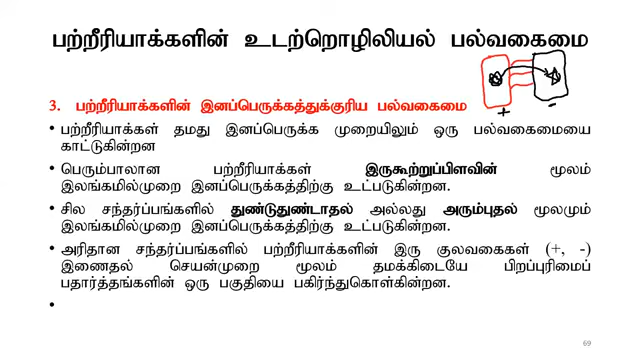 பற்றீரியாக்களின் உடற்றொழிலியல் பல்வகைமை
3. பற்றீரியாக்களின் இனப்பெருக்கத்துக்குரிய பல்வகைமை
+ -
• பற்றீரியாக்கள் தமது இனப்பெருக்க முறையிலும் ஒரு பல்வகைமையை
காட்டுகின்றன
• பெரும்பாலான பற்றீரியாக்கள் இருகூற்றுப்பிளவின் மூலம்
இலங்கமில்முறை இனப்பெருக்கத்திற்கு உட்படுகின்றன.
• சில சந்தர்ப்பங்களில் துண்டுதுண்டாதல் அல்லது அரும்புதல் மூலமும்
இலங்கமில்முறை இனப்பெருக்கத்திற்கு உட்படுகின்றன.
• அரிதான சந்தர்ப்பங்களில் பற்றீரியாக்களின் இரு குலவகைகள் (+, -)
இணைதல் செயன்முறை மூலம் தமக்கிடையே பிறப்புரிமைப்
பதார்த்தங்களின் ஒரு பகுதியை பகிர்ந்துகொள்கின்றன.
•
69